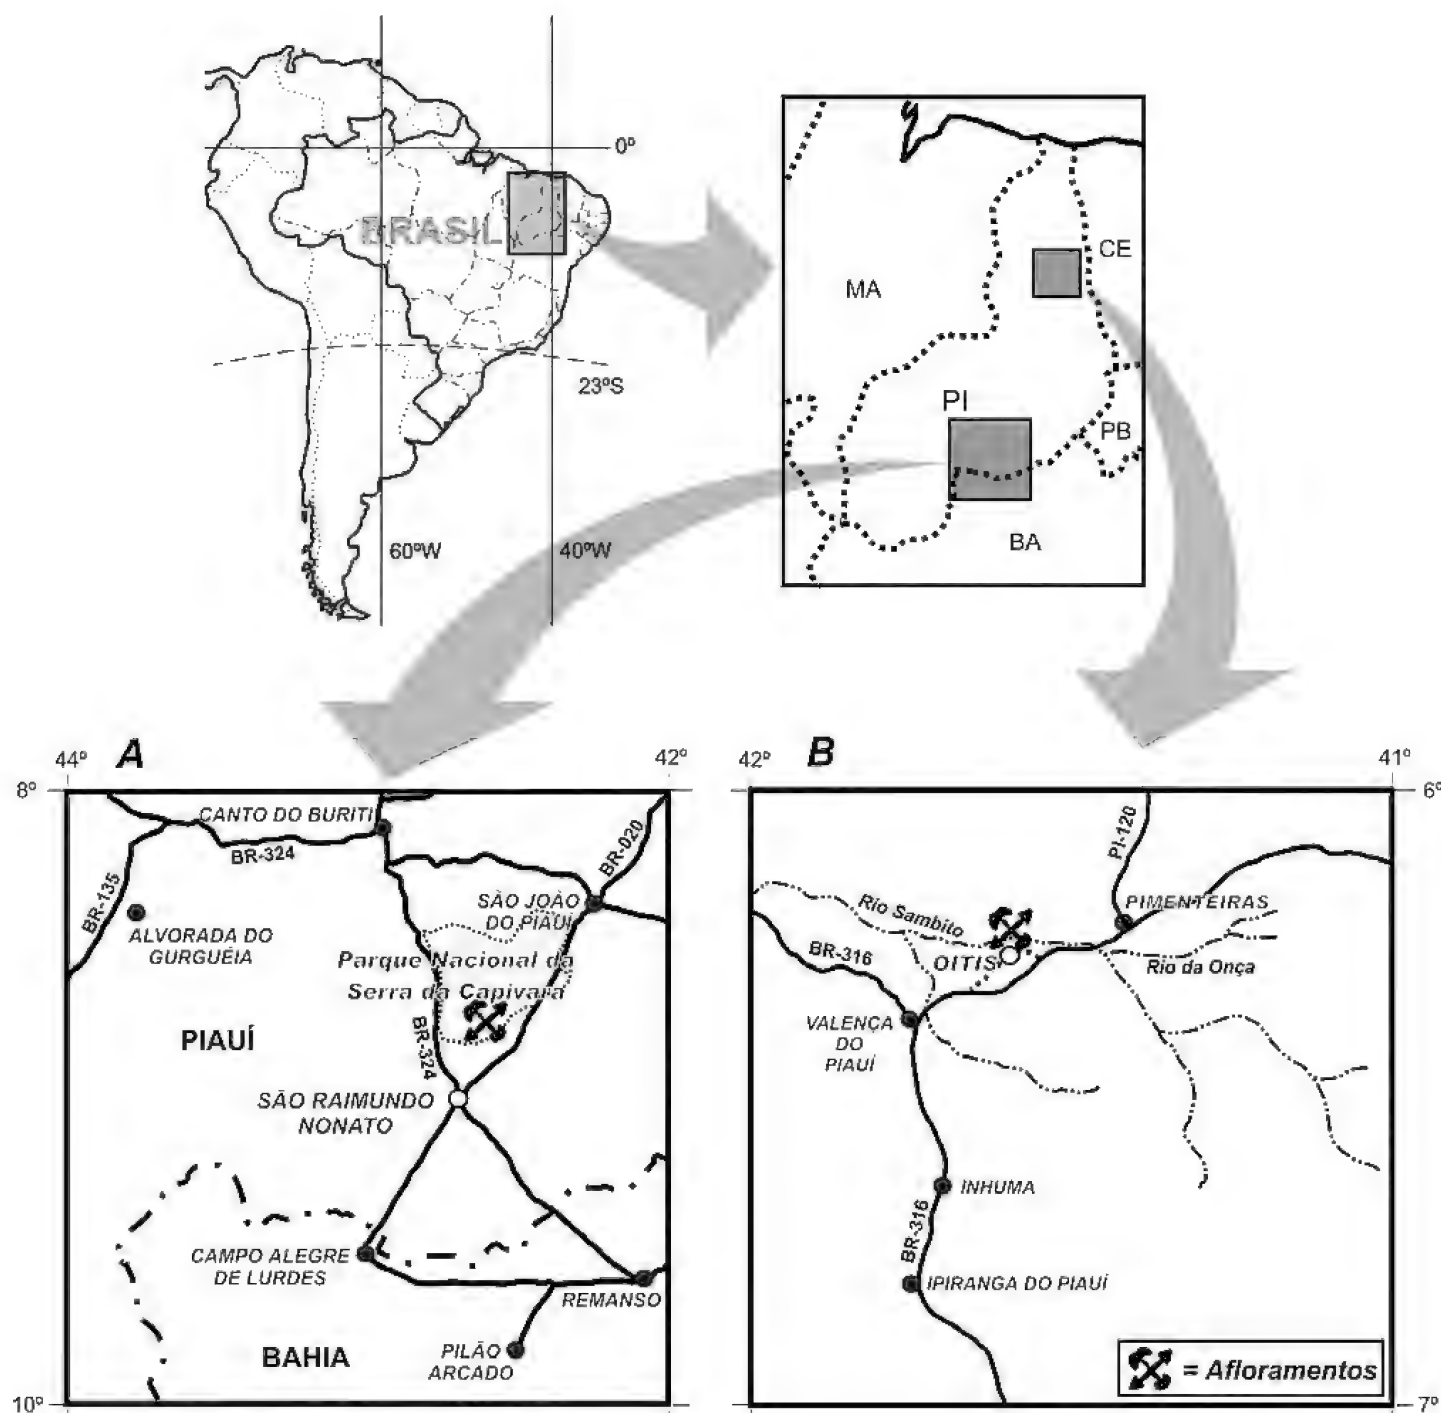 0º
BRASIL
23ºS
60ºW
40ºW
MA
CE
PI
PB
BA
44º
A
42º
8º
CANTO DO BURITI
BR-324
BR-020
BR-135
SÃO JOÃO
DO PIAUÍ
ALVORADA DO
GURGUÉIA
Parque Nacional da
Serra da Capivara
PIAUÍ
BR-324
SÃO RAIMUNDO
NONATO
CAMPO ALEGRE
DE LURDES
REMANSO
BAHIA
PILÃO
ARCADO
10º
42º
B
41º
6º
PI-120
PIMENTEIRAS
Rio Sambito
BR-316
OITIS
Rio da Onça
VALENÇA
DO
PIAUÍ
INHUMA
BR-316
IPIRANGA DO PIAUÍ
= Afloramentos
7º